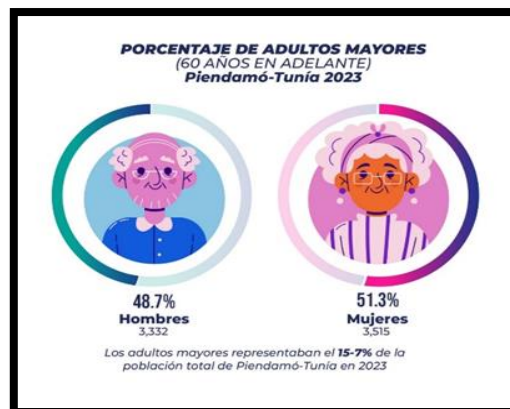 PORCENTAJE DE ADULTOS MAYORES
(60 AÑOS EN ADELANTE)
Piendamó-Tunía 2023
48.7%
Hombres
3,332
51.3%
Mujeres
3,515
Los adultos mayores representaban el 15-7% de la
población total de Piendamó-Tunía en 2023